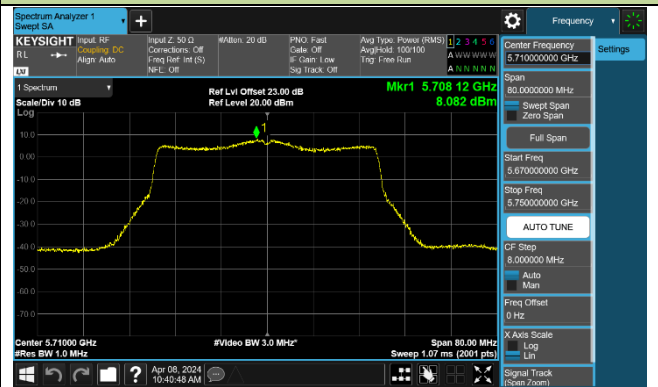 Spectrum Analyzer 1
Swept SA
Frequency
KEYSIGHT
RL
LXI
Input: RF
Coupling: DC
Align: Auto
Input Z: 50 Ω
Corrections: Off
Freq Ref: Int (S)
NFE: Off
#Atten: 20 dB
PNO: Fast
Gate: Off
IF Gain: Low
Sig Track: Off
Avg Type: Power (RMS)
Avg|Hold: 100/100
Trig: Free Run
1 2 3 4 5 6
A W W W W W
A N N N N N
1 Spectrum
Scale/Div 10 dB
Log
Ref Lvl Offset 23.00 dB
Ref Level 20.00 dBm
Mkr1 5.708 12 GHz
8.082 dBm
1
10.0
0.00
-10.0
-20.0
-30.0
-40.0
-50.0
-60.0
-70.0
Center 5.71000 GHz
#Res BW 1.0 MHz
#Video BW 3.0 MHz*
Span 80.00 MHz
Sweep 1.07 ms (2001 pts)
Apr 08, 2024
10:40:48 AM
Center Frequency
5.710000000 GHz
Settings
Span
80.0000000 MHz
Swept Span
Zero Span
Full Span
Start Freq
5.670000000 GHz
Stop Freq
5.750000000 GHz
AUTO TUNE
CF Step
8.000000 MHz
Auto
Man
Freq Offset
0 Hz
X Axis Scale
Log
Lin
Signal Track
(Span Zoom)